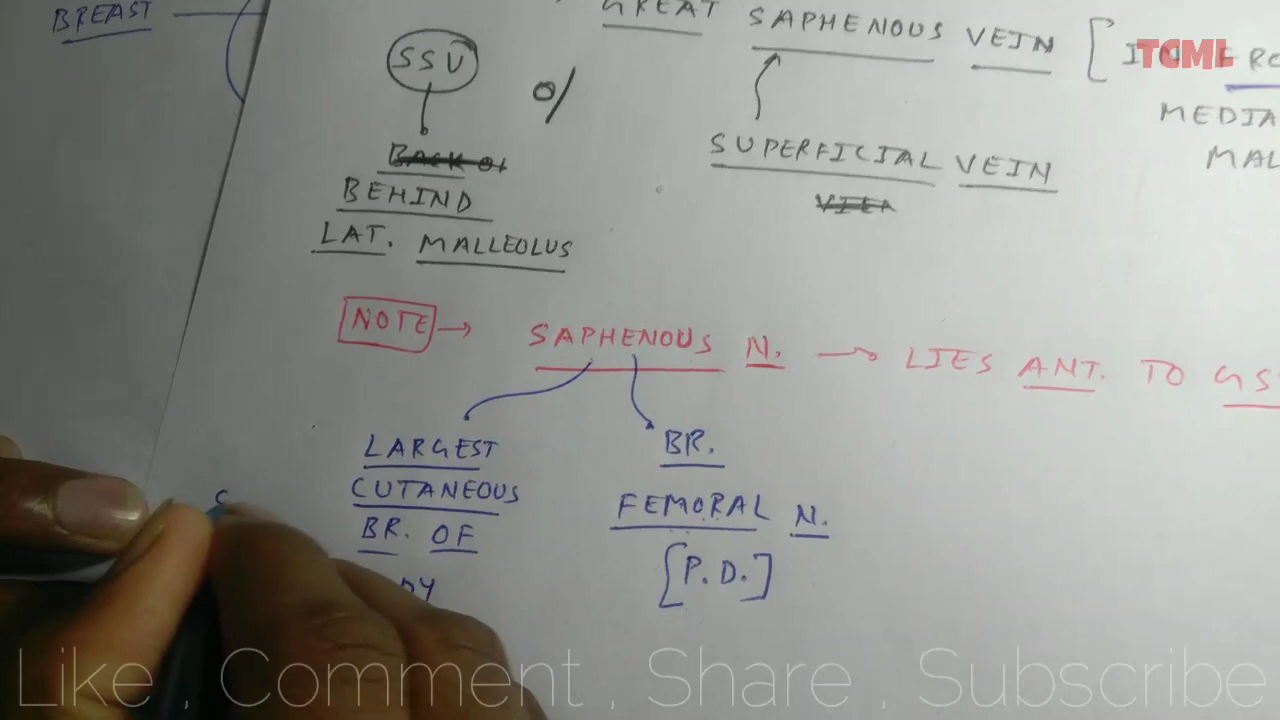 BREAST
GREAT SAPHENOUS VEIN [
TCML
SSV
MEDIA
MAL
SUPERFICIAL VEIN
BEHIND
LAT. MALLEOLUS
NOTE → SAPHENOUS N. → LIES ANT. TO GS
LARGEST
CUTANEOUS
BR. OF
DY
BR.
FEMORAL N.
[P.D.]
Like , Comment , Share , Subscribe